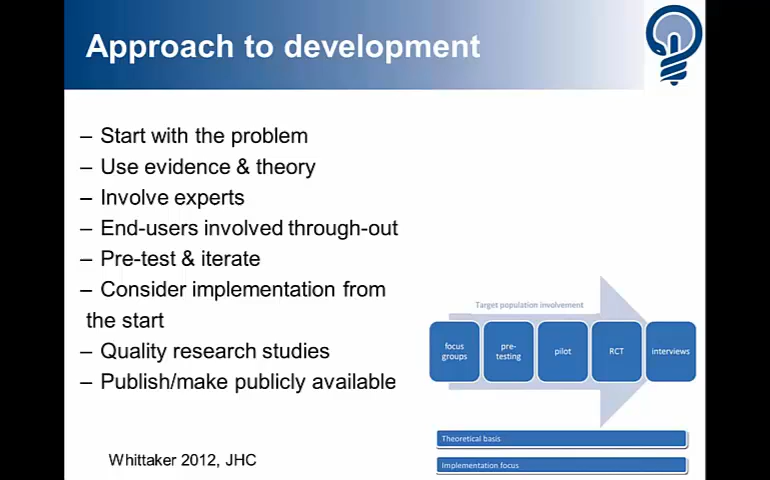 Approach to development
– Start with the problem
– Use evidence & theory
– Involve experts
– End-users involved through-out
– Pre-test & iterate
– Consider implementation from
the start
– Quality research studies
– Publish/make publicly available
Target population involvement
focus
groups
pre-
testing
pilot
RCT
interviews
Theoretical basis
Implementation focus
Whittaker 2012, JHC